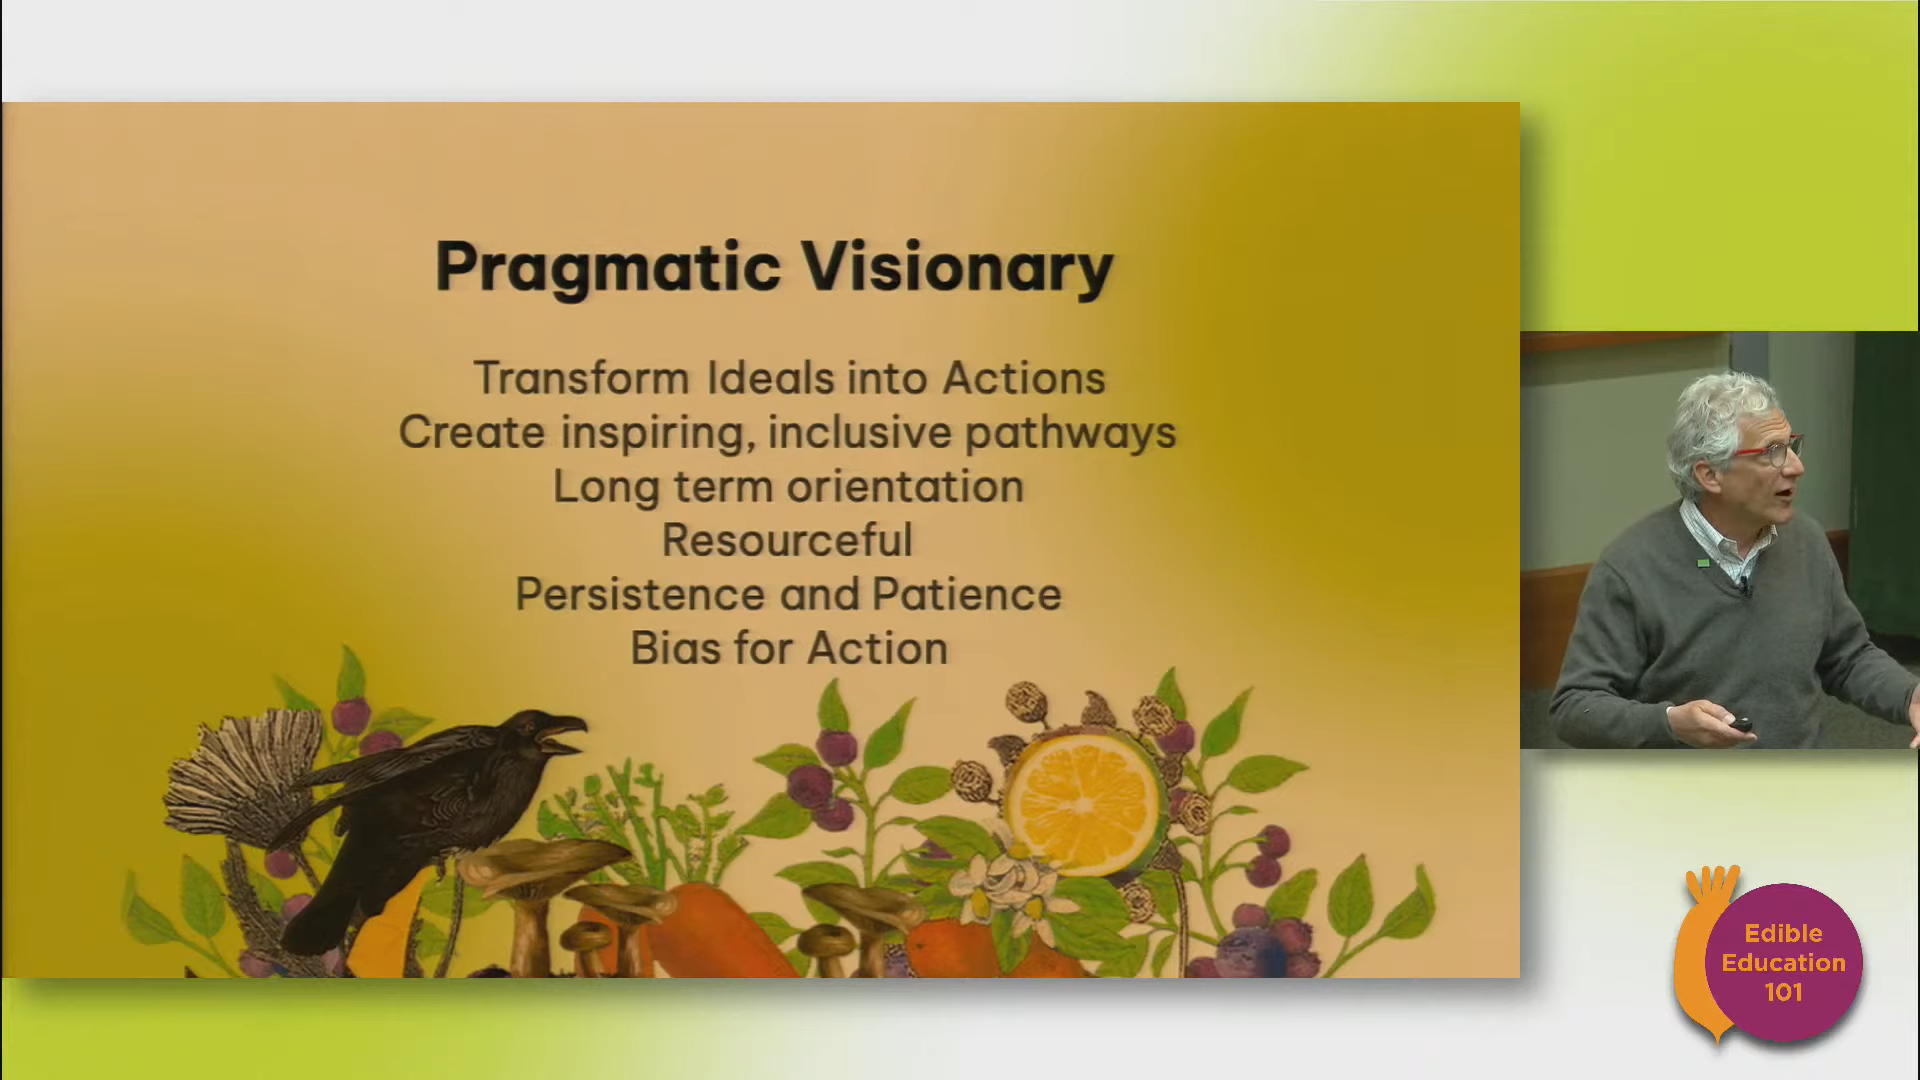 Pragmatic Visionary
Transform Ideals into Actions
Create inspiring, inclusive pathways
Long term orientation
Resourceful
Persistence and Patience
Bias for Action
Edible
Education
101